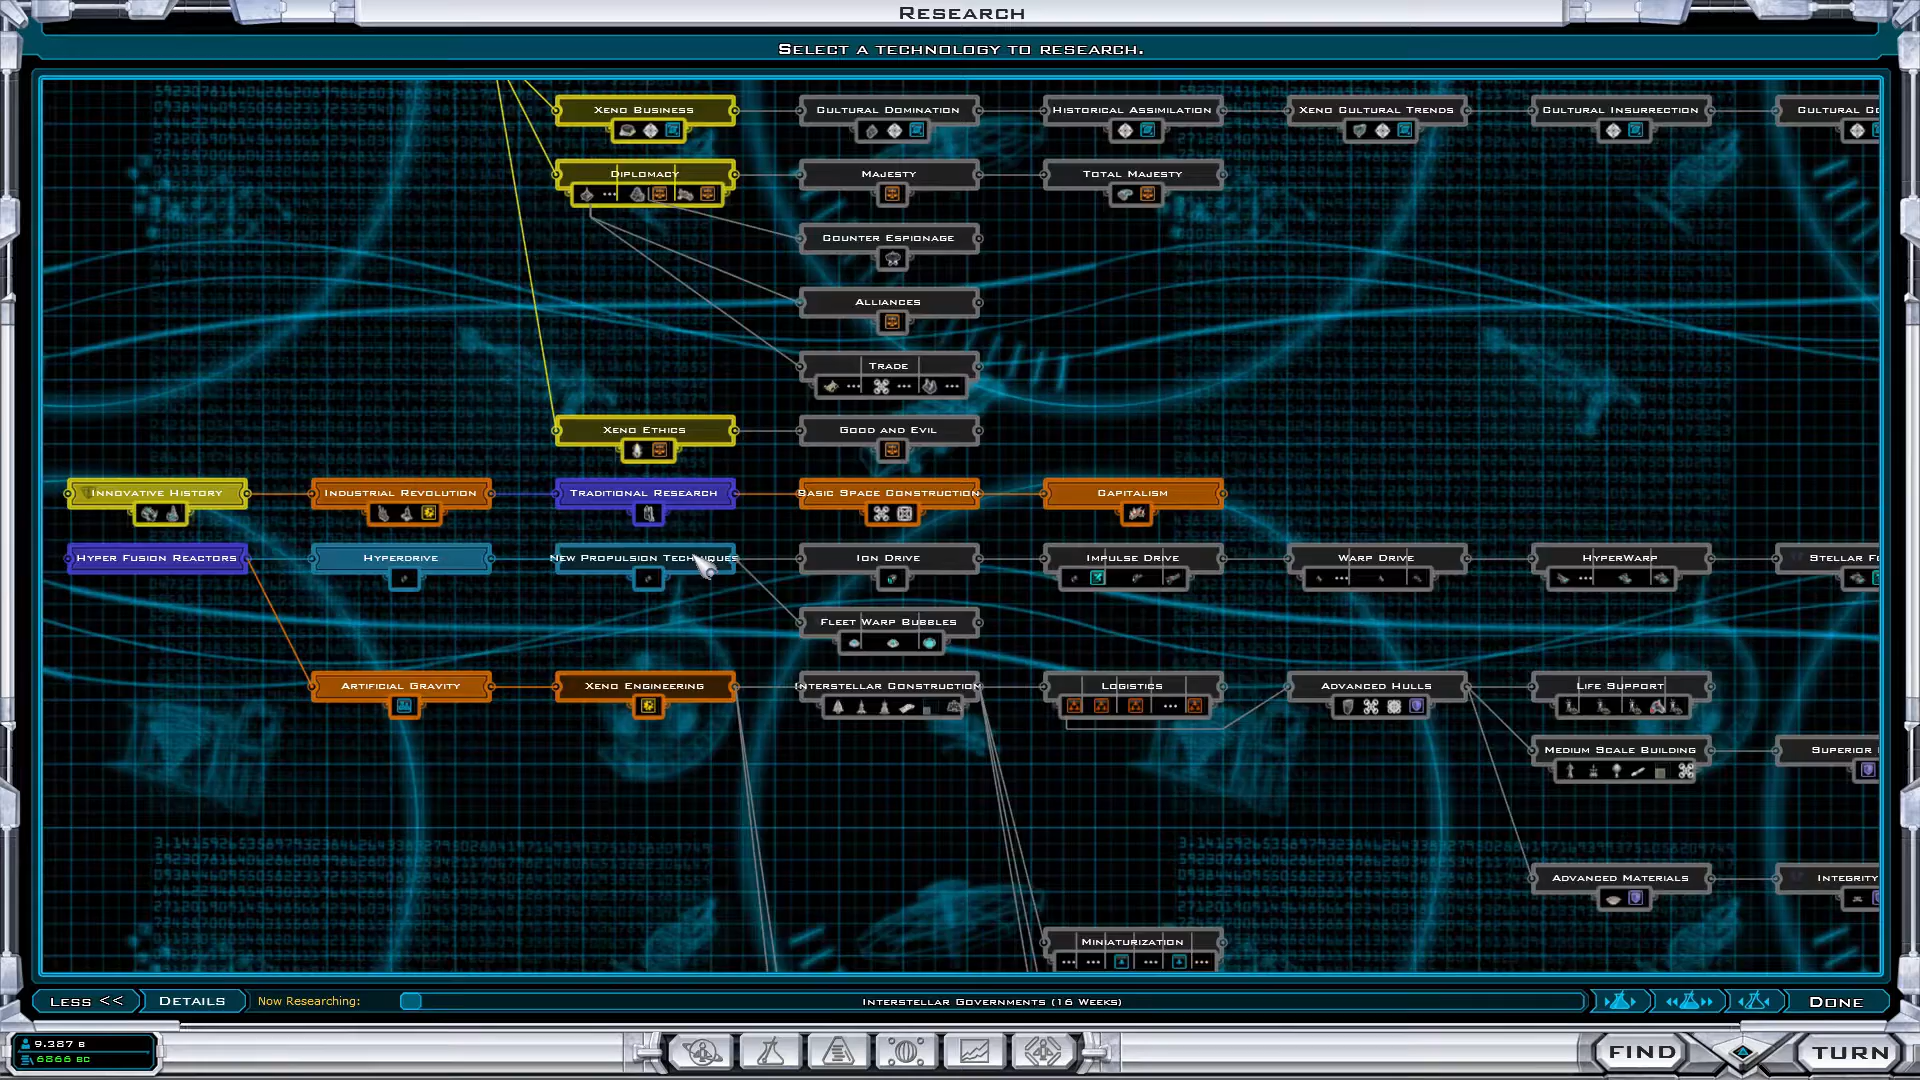 Research
Select a technology to research.
Xeno Business
Cultural Domination
Historical Assimilation
Xeno Cultural Trends
Cultural Insurrection
Diplomacy
Majesty
Total Majesty
Counter Espionage
Alliances
Trade
Xeno Ethics
Good and Evil
Innovative History
Industrial Revolution
Traditional Research
Basic Space Construction
Capitalism
Hyper Fusion Reactors
Hyperdrive
New Propulsion Techniques
Ion Drive
Impulse Drive
Warp Drive
HyperWarp
Stellar
Fleet Warp Bubbles
Artificial Gravity
Xeno Engineering
Interstellar Construction
Logistics
Advanced Hulls
Life Support
Medium Scale Building
Superior
Advanced Materials
Integrity
Miniaturization
Less <<
Details
Now Researching:
Interstellar Governments (16 Weeks)
Done
9.387 B
6866 BC
Find
Turn